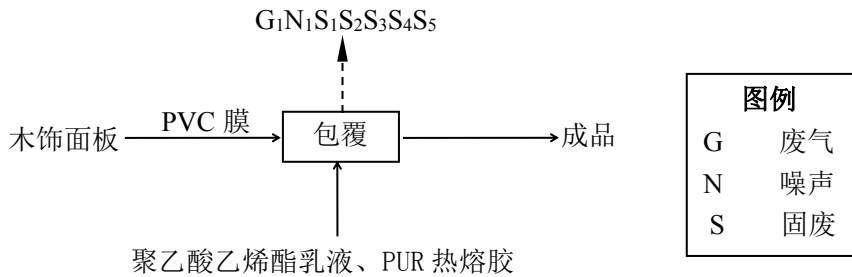 G₁N₁S₁S₂S₃S₄S₅
木饰面板
PVC 膜
包覆
成品
聚乙酸乙烯酯乳液、PUR 热熔胶
图例
G 废气
N 噪声
S 固废